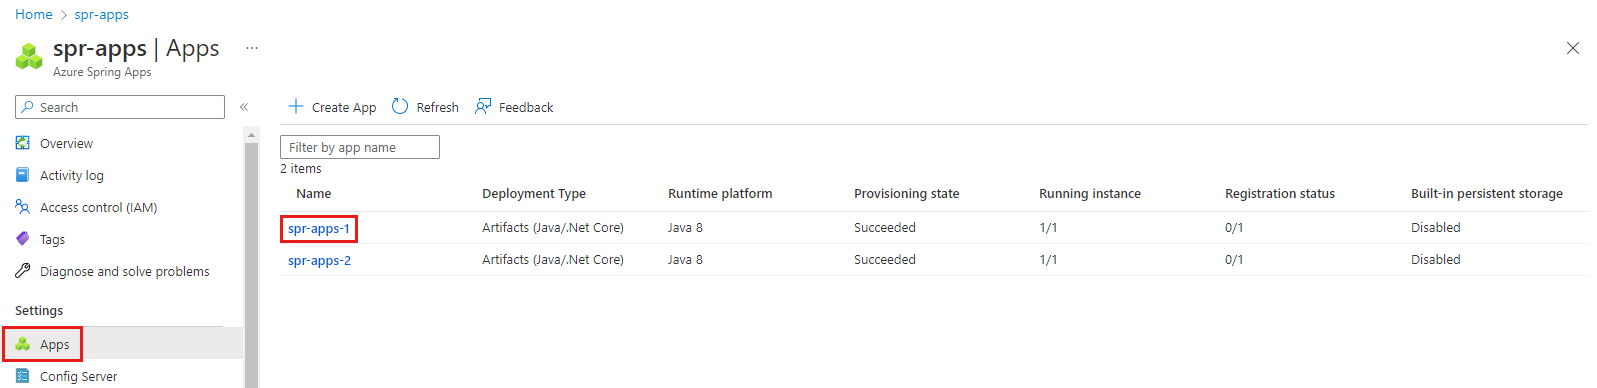 Home > spr-apps
spr-apps | Apps ...
Azure Spring Apps
Search
«
Create App Refresh Feedback
Overview
Activity log
Access control (IAM)
Tags
Diagnose and solve problems
Settings
Apps
Config Server
Filter by app name
2 items
Name Deployment Type Runtime platform Provisioning state Running instance Registration status Built-in persistent storage
spr-apps-1 Artifacts (Java/.Net Core) Java 8 Succeeded 1/1 0/1 Disabled
spr-apps-2 Artifacts (Java/.Net Core) Java 8 Succeeded 1/1 0/1 Disabled